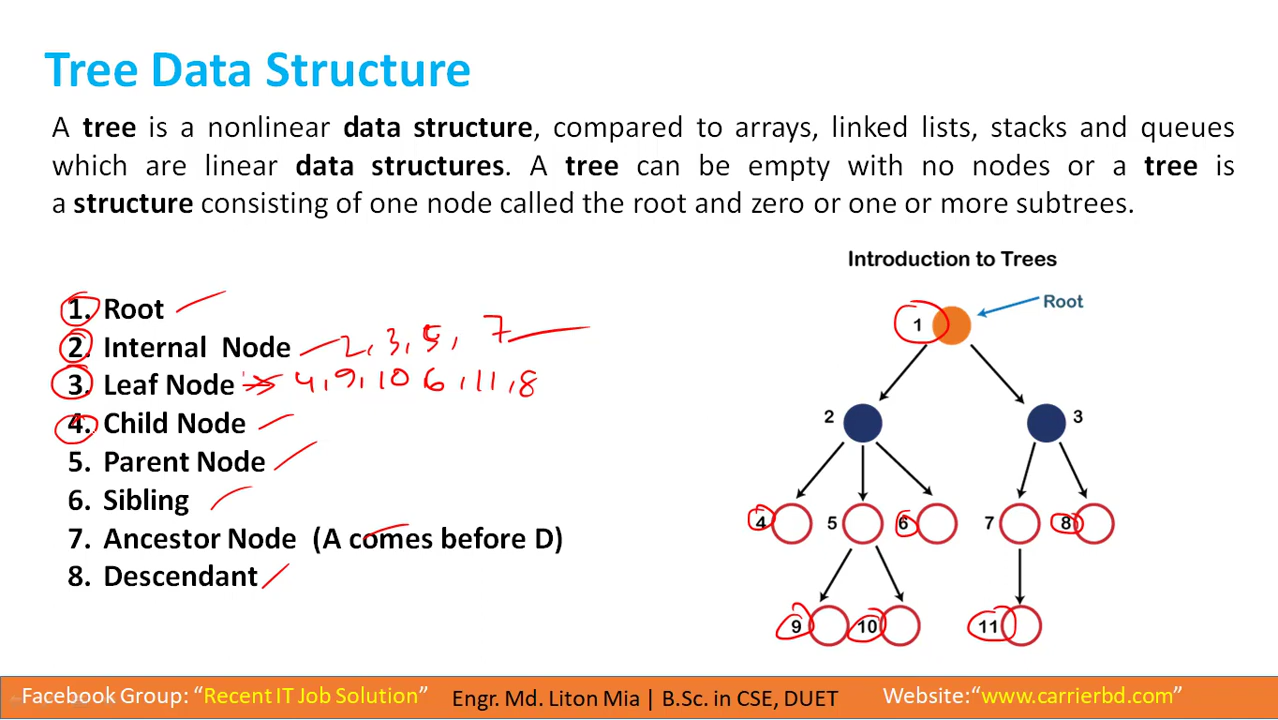 Tree Data Structure
A tree is a nonlinear data structure, compared to arrays, linked lists, stacks and queues
which are linear data structures. A tree can be empty with no nodes or a tree is
a structure consisting of one node called the root and zero or one or more subtrees.
Introduction to Trees
1. Root
2. Internal Node 2, 3, 5, 7
3. Leaf Node 4, 9, 10 6, 11, 8
4. Child Node
5. Parent Node
6. Sibling
7. Ancestor Node (A comes before D)
8. Descendant
Root
1
2
3
4 5 6 7 8
9 10 11
Facebook Group: “Recent IT Job Solution” Engr. Md. Liton Mia | B.Sc. in CSE, DUET Website:“www.carrierbd.com”